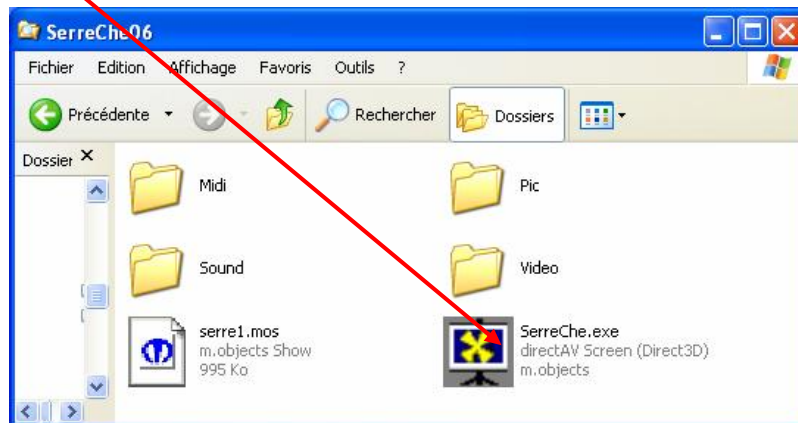 SerreChe06
Fichier Edition Affichage Favoris Outils ?
Précédente Rechercher Dossiers
Dossier
Midi Pic
Sound Video
serre1.mos
m.objects Show
995 Ko
SerreChe.exe
directAV Screen (Direct3D)
m.objects